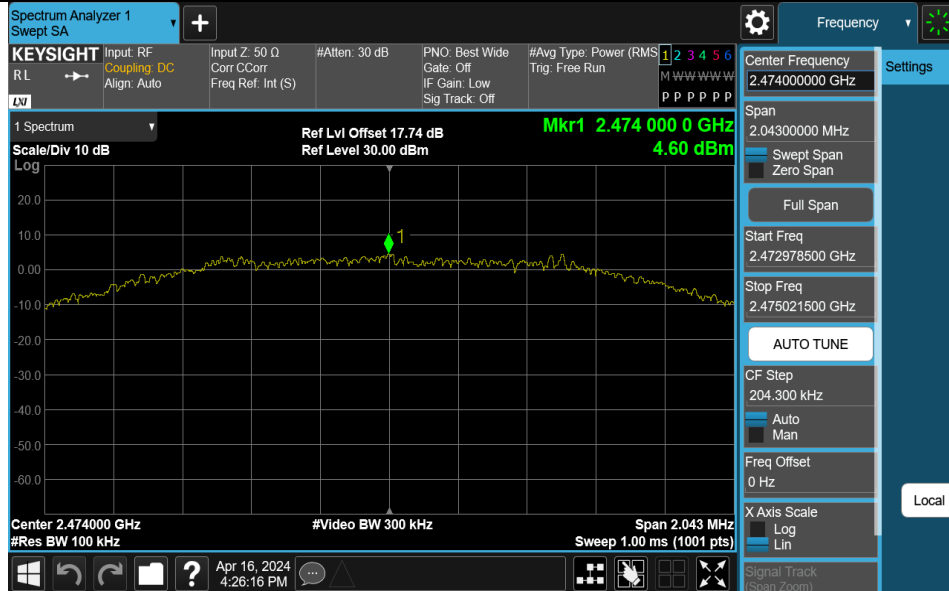 Spectrum Analyzer 1
Swept SA
+
Frequency
KEYSIGHT
RL
LXI
Input: RF
Coupling: DC
Align: Auto
Input Z: 50 Ω
Corr CCorr
Freq Ref: Int (S)
#Atten: 30 dB
PNO: Best Wide
Gate: Off
IF Gain: Low
Sig Track: Off
#Avg Type: Power (RMS
Trig: Free Run
1 2 3 4 5 6
M W W W W W
P P P P P P
1 Spectrum
Scale/Div 10 dB
Log
Ref Lvl Offset 17.74 dB
Ref Level 30.00 dBm
Mkr1 2.474 000 0 GHz
4.60 dBm
20.0
10.0
0.00
-10.0
-20.0
-30.0
-40.0
-50.0
-60.0
1
Center 2.474000 GHz
#Res BW 100 kHz
#Video BW 300 kHz
Span 2.043 MHz
Sweep 1.00 ms (1001 pts)
Center Frequency
2.474000000 GHz
Span
2.04300000 MHz
Swept Span
Zero Span
Full Span
Start Freq
2.472978500 GHz
Stop Freq
2.475021500 GHz
AUTO TUNE
CF Step
204.300 kHz
Auto
Man
Freq Offset
0 Hz
X Axis Scale
Log
Lin
Signal Track
(Span Zoom)
Settings
Local
?
Apr 16, 2024
4:26:16 PM